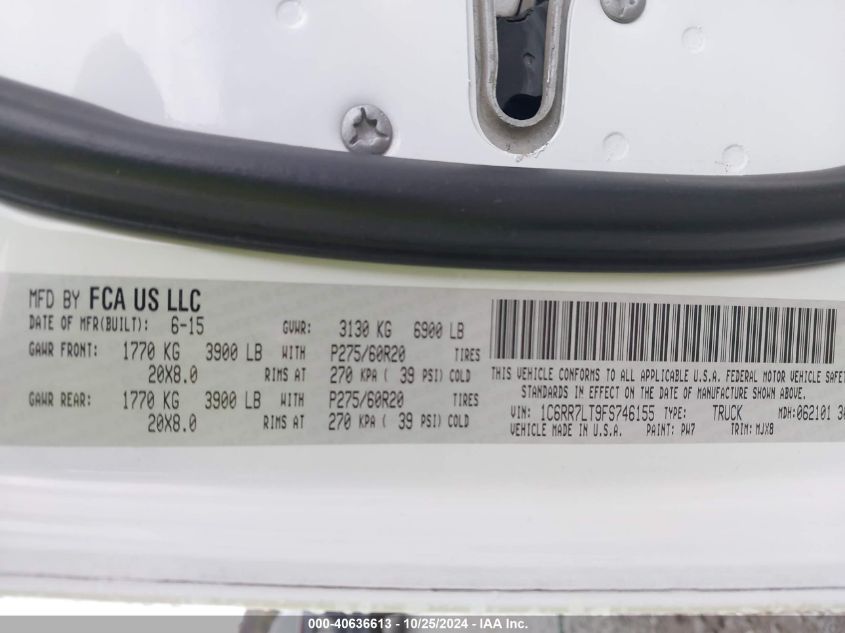 MFD BY FCA US LLC
DATE OF MFR(BUILT): 6-15 GVWR: 3130 KG 6900 LB
GAWR FRONT: 1770 KG 3900 LB WITH P275/60R20 TIRES
20X8.0 RIMS AT 270 KPA ( 39 PSI) COLD
GAWR REAR: 1770 KG 3900 LB WITH P275/60R20 TIRES
20X8.0 RIMS AT 270 KPA ( 39 PSI) COLD
THIS VEHICLE CONFORMS TO ALL APPLICABLE U.S.A. FEDERAL MOTOR VEHICLE
STANDARDS IN EFFECT ON THE DATE OF MANUFACTURE SHOWN ABOVE.
VIN: 1C6RR7LT9FS746155 TYPE: TRUCK MDH:062101
VEHICLE MADE IN U.S.A. PAINT: PW7 TRIM: MJX8
000-40636613 - 10/25/2024 - IAA Inc.